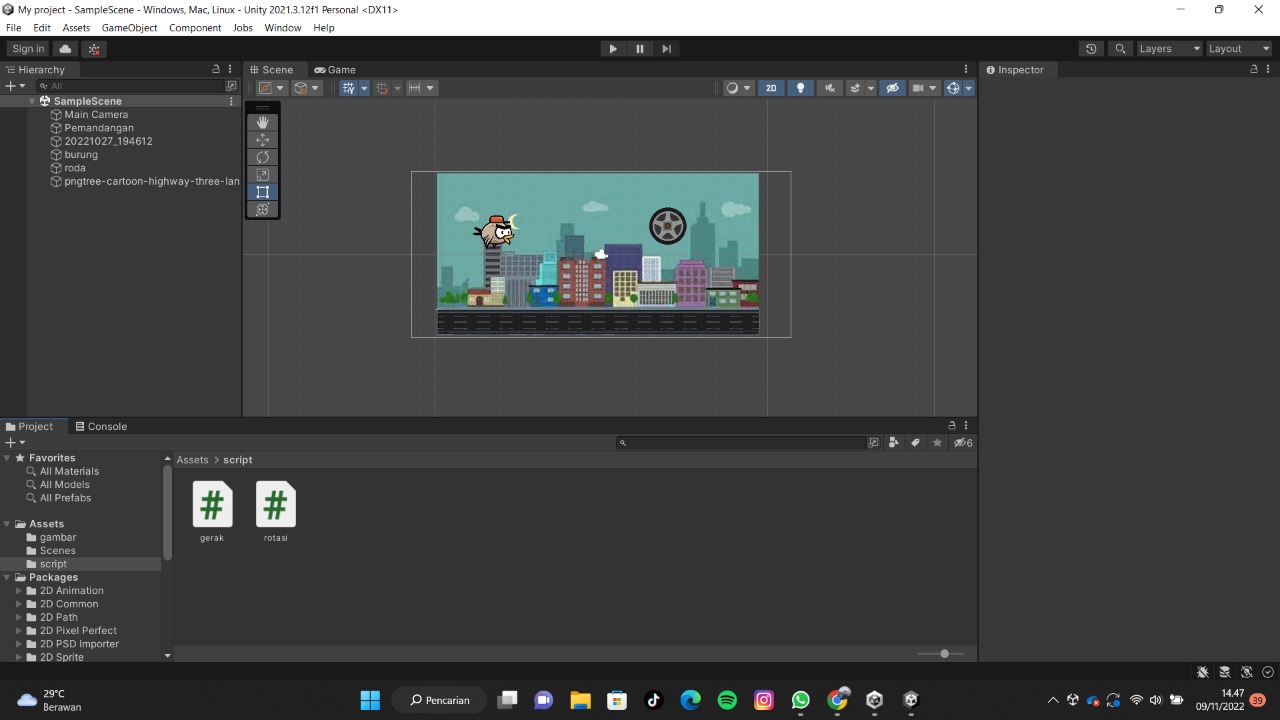 My project - SampleScene - Windows, Mac, Linux - Unity 2021.3.12f1 Personal <DX11>
File Edit Assets GameObject Component Jobs Window Help
Sign in
Layers
Layout
Hierarchy
All
SampleScene
Main Camera
Pemandangan
20221027_194612
burung
roda
pngtree-cartoon-highway-three-lan
Scene
Game
2D
Inspector
Project
Console
6
Favorites
All Materials
All Models
All Prefabs
Assets
gambar
Scenes
script
Packages
2D Animation
2D Common
2D Path
2D Pixel Perfect
2D PSD Importer
2D Sprite
Assets > script
#
#
gerak
rotasi
29°C
Berawan
Pencarian
14.47
09/11/2022
39